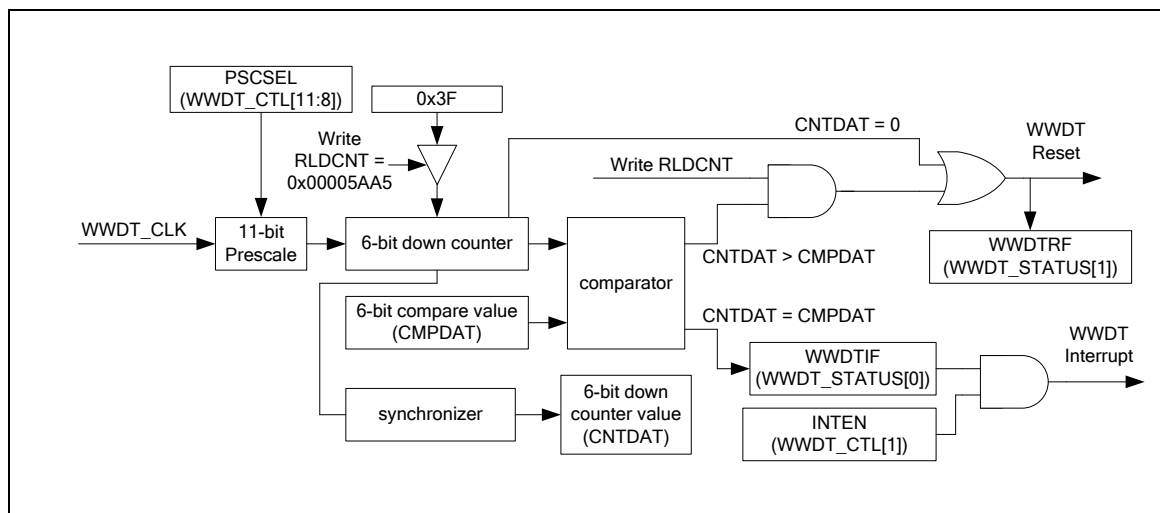 PSCSEL
(WWDT_CTL[11:8])
0x3F
Write
RLDCNT =
0x00005AA5
CNTDAT = 0
WWDT
Reset
Write RLDCNT
WWDT_CLK
11-bit
Prescale
6-bit down counter
comparator
CNTDAT > CMPDAT
WWDTRF
(WWDT_STATUS[1])
6-bit compare value
(CMPDAT)
CNTDAT = CMPDAT
WWDT
Interrupt
WWDTIF
(WWDT_STATUS[0])
synchronizer
6-bit down
counter value
(CNTDAT)
INTEN
(WWDT_CTL[1])